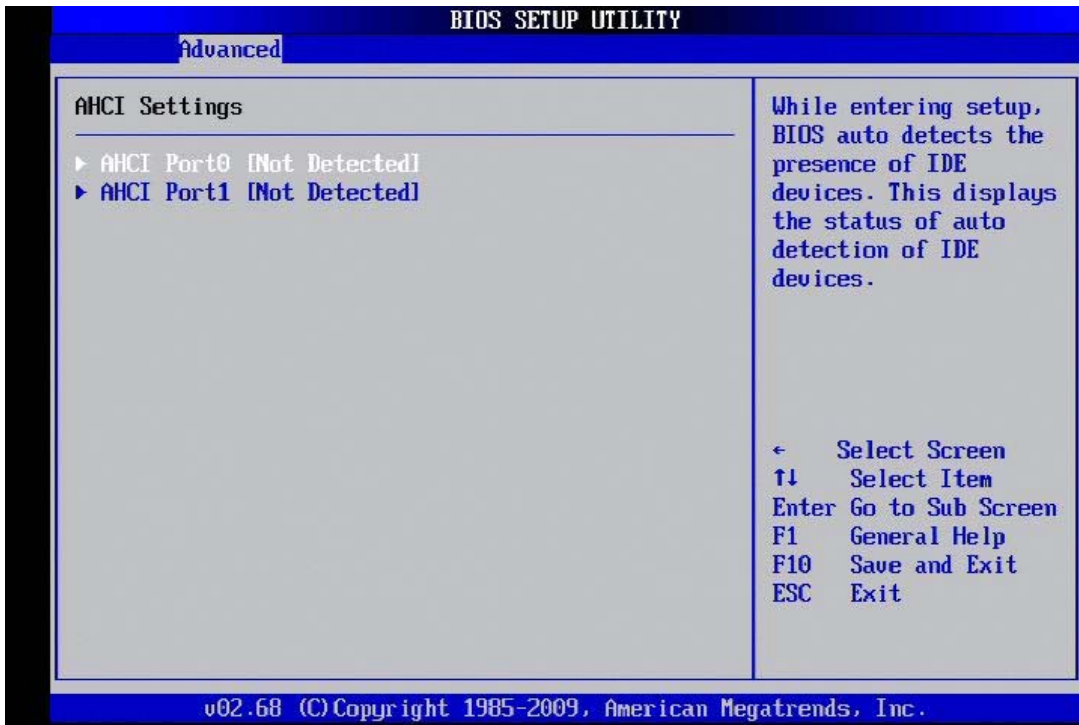 BIOS SETUP UTILITY
Advanced
AHCI Settings
▶ AHCI Port0 [Not Detected]
▶ AHCI Port1 [Not Detected]
While entering setup,
BIOS auto detects the
presence of IDE
devices. This displays
the status of auto
detection of IDE
devices.
← Select Screen
↑↓ Select Item
Enter Go to Sub Screen
F1 General Help
F10 Save and Exit
ESC Exit
v02.68 (C)Copyright 1985-2009, American Megatrends, Inc.